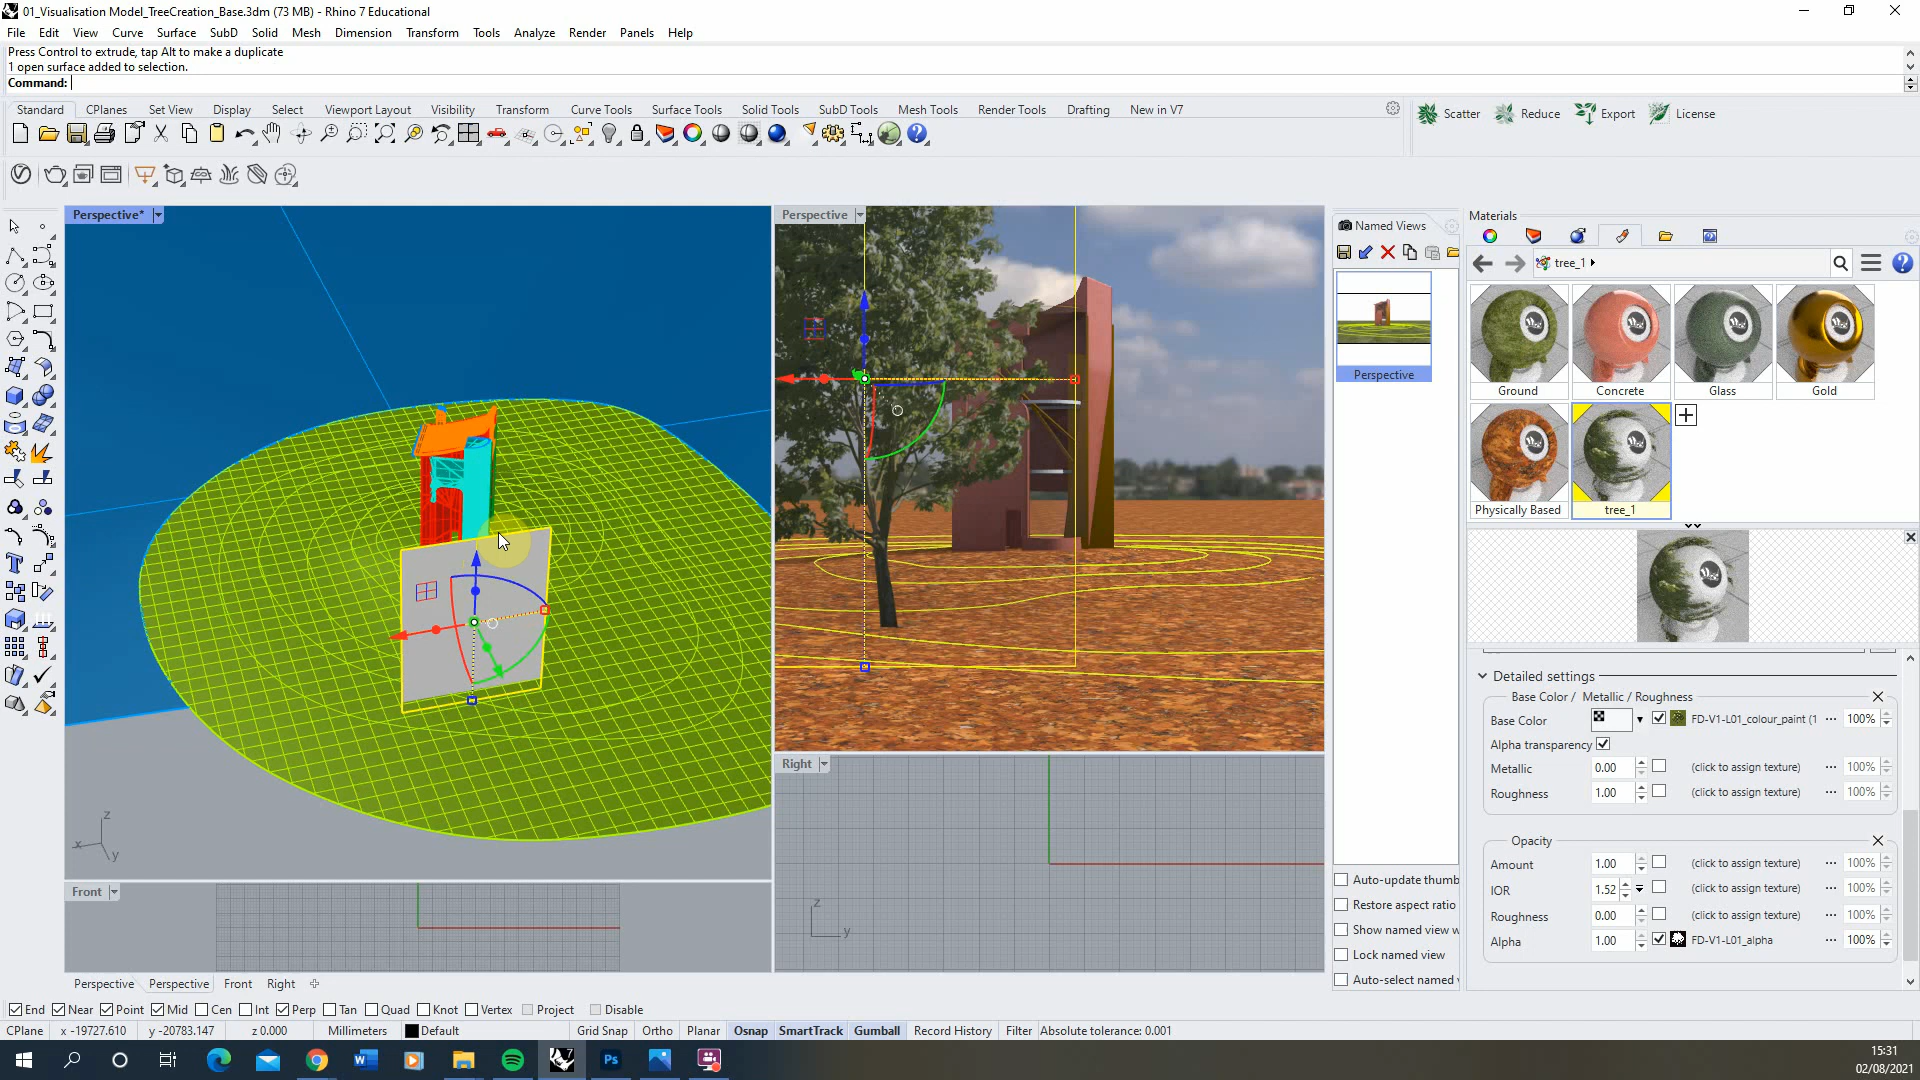 01_Visualisation Model_TreeCreation_Base.3dm (73 MB) - Rhino 7 Educational
File Edit View Curve Surface SubD Solid Mesh Dimension Transform Tools Analyze Render Panels Help
Press Control to extrude, tap Alt to make a duplicate
1 open surface added to selection.
Command:
Standard CPlanes Set View Display Select Viewport Layout Visibility Transform Curve Tools Surface Tools Solid Tools SubD Tools Mesh Tools Render Tools Drafting New in V7
Scatter Reduce Export License
Perspective*
Perspective
Named Views
Materials
tree_1
Perspective
Ground Concrete Glass Gold
Physically Based tree_1
Detailed settings
Base Color / Metallic / Roughness
Base Color FD-V1-L01_colour_paint (1 ··· 100%
Alpha transparency
Metallic 0.00 (click to assign texture) ··· 100%
Roughness 1.00 (click to assign texture) ··· 100%
Opacity
Amount 1.00 (click to assign texture) ··· 100%
IOR 1.52 (click to assign texture) ··· 100%
Roughness 0.00 (click to assign texture) ··· 100%
Alpha 1.00 FD-V1-L01_alpha ··· 100%
Right
z
x
y
Front
z
y
Auto-update thumb
Restore aspect ratio
Show named view w
Lock named view
Auto-select named
Perspective Perspective Front Right
End Near Point Mid Cen Int Perp Tan Quad Knot Vertex Project Disable
CPlane x -19727.610 y -20783.147 z 0.000 Millimeters Default Grid Snap Ortho Planar Osnap SmartTrack Gumball Record History Filter Absolute tolerance: 0.001
15:31
02/08/2021